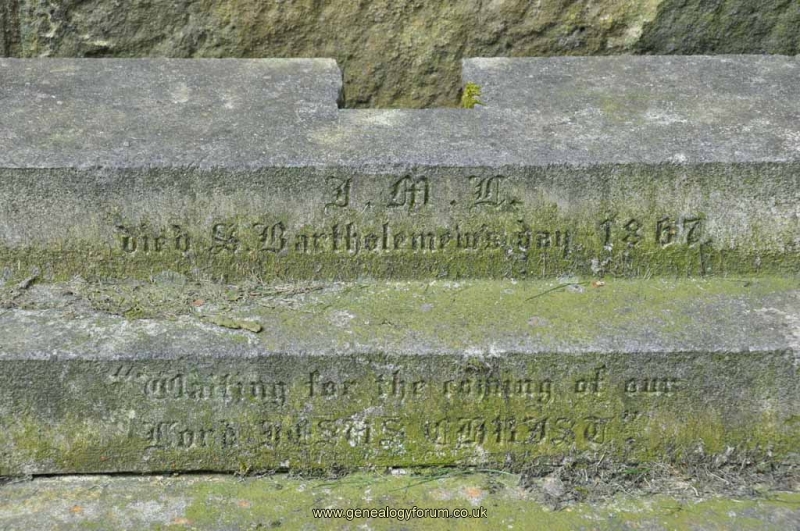 J. M. L.
died S. Bartholemew's day 1867
"Waiting for the coming of our
Lord JESUS CHRIST".
www.genealogyforum.co.uk